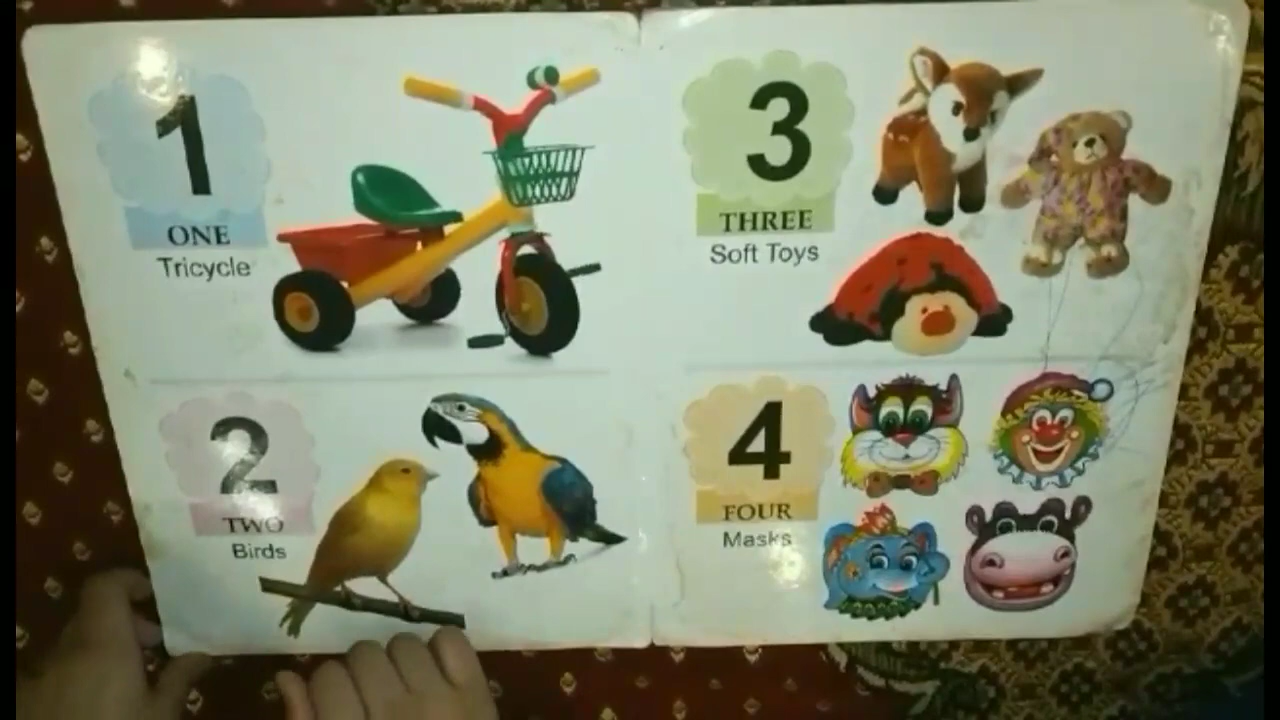 1
ONE
Tricycle
2
TWO
Birds
3
THREE
Soft Toys
4
FOUR
Masks